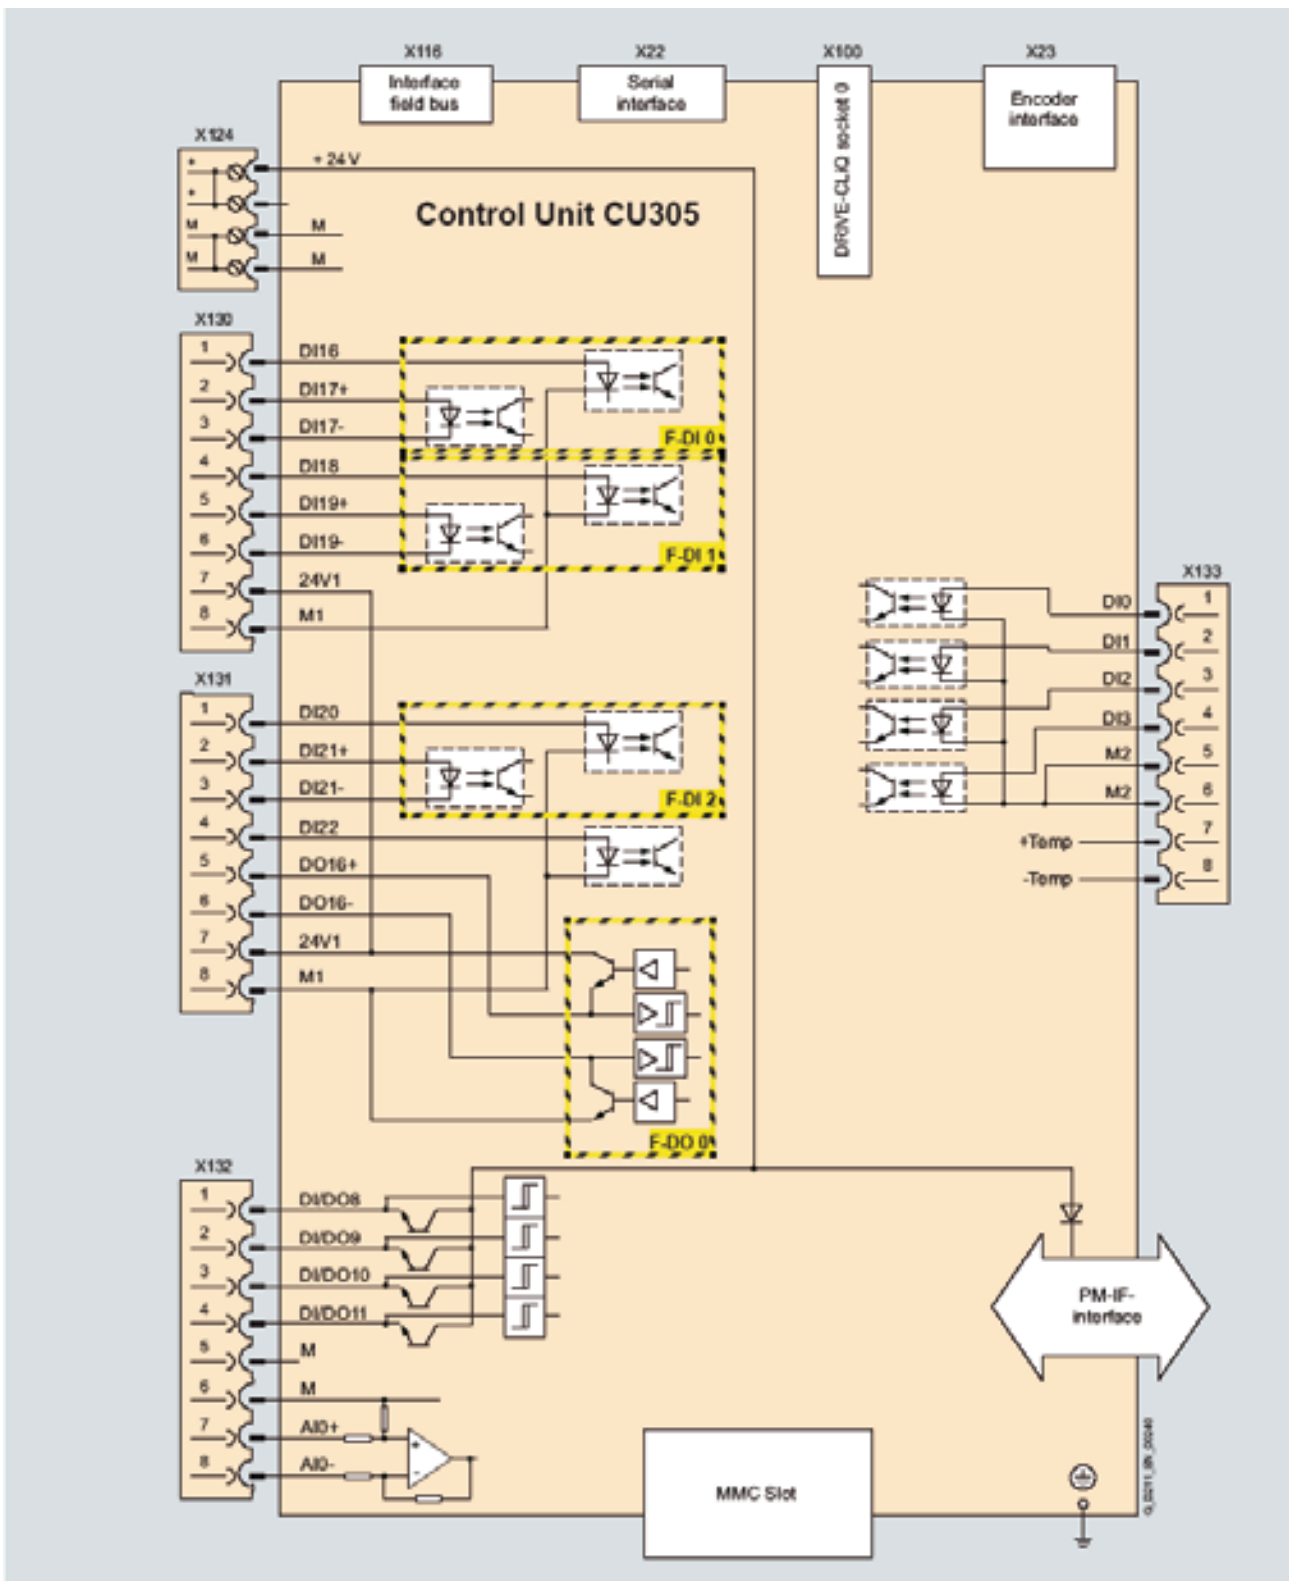 X116
X22
X100
X23
Interface
field bus
Serial
interface
DRIVE-CLiQ socket 0
Encoder
interface
X124
+
+
M
M
+ 24 V
M
M
Control Unit CU305
X130
1
DI16
2
DI17+
3
DI17-
F-DI 0
4
DI18
5
DI19+
6
DI19-
F-DI 1
7
24V1
8
M1
X133
DI0
1
DI1
2
DI2
3
DI3
4
M2
5
M2
6
+Temp
7
-Temp
8
X131
1
DI20
2
DI21+
3
DI21-
F-DI 2
4
DI22
5
DO16+
6
DO16-
7
24V1
8
M1
F-DO 0
X132
1
DI/DO8
2
DI/DO9
3
DI/DO10
4
DI/DO11
5
M
6
M
7
AI0+
8
AI0-
+
-
PM-IF-
interface
MMC Slot
G_D211_EN_00240